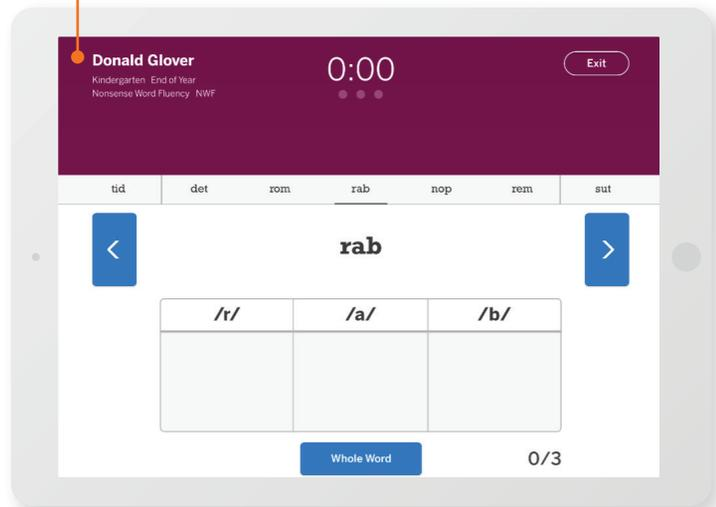 Donald Glover
Kindergarten End of Year
Nonsense Word Fluency NWF
0:00
Exit
tid det rom rab nop rem sut
<
rab
>
/r/ /a/ /b/
Whole Word
0/3